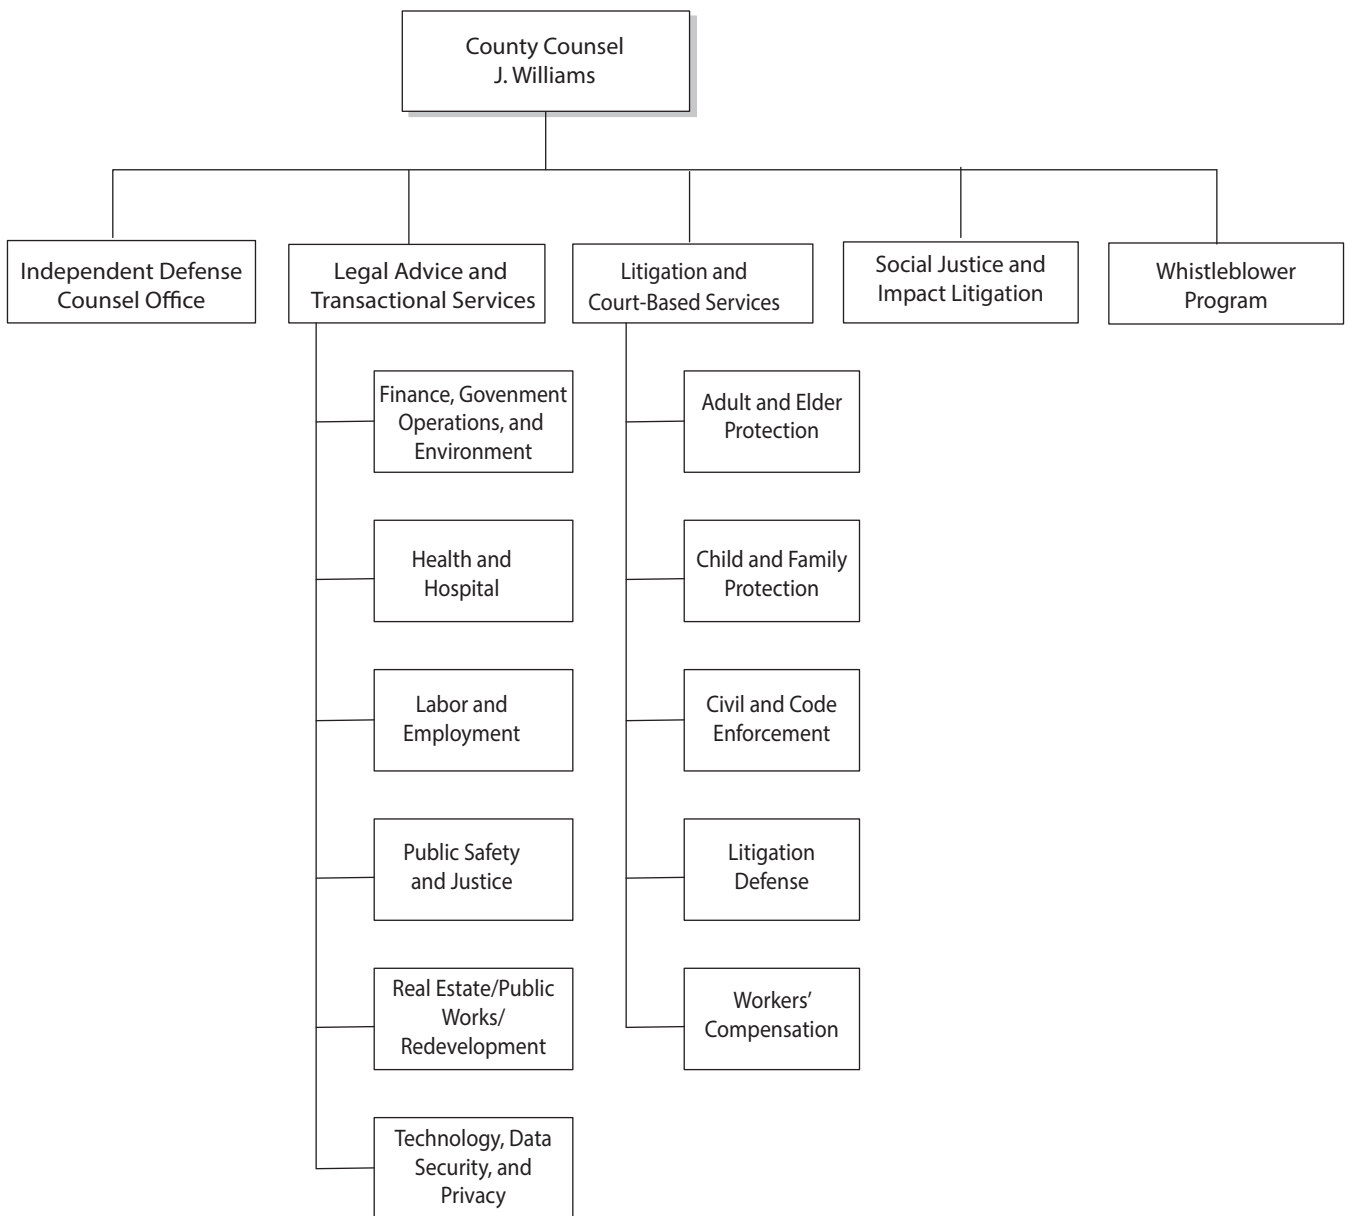 County Counsel
J. Williams
Independent Defense
Counsel Office
Legal Advice and
Transactional Services
Litigation and
Court-Based Services
Social Justice and
Impact Litigation
Whistleblower
Program
Finance, Govenment
Operations, and
Environment
Health and
Hospital
Labor and
Employment
Public Safety
and Justice
Real Estate/Public
Works/
Redevelopment
Technology, Data
Security, and
Privacy
Adult and Elder
Protection
Child and Family
Protection
Civil and Code
Enforcement
Litigation
Defense
Workers’
Compensation